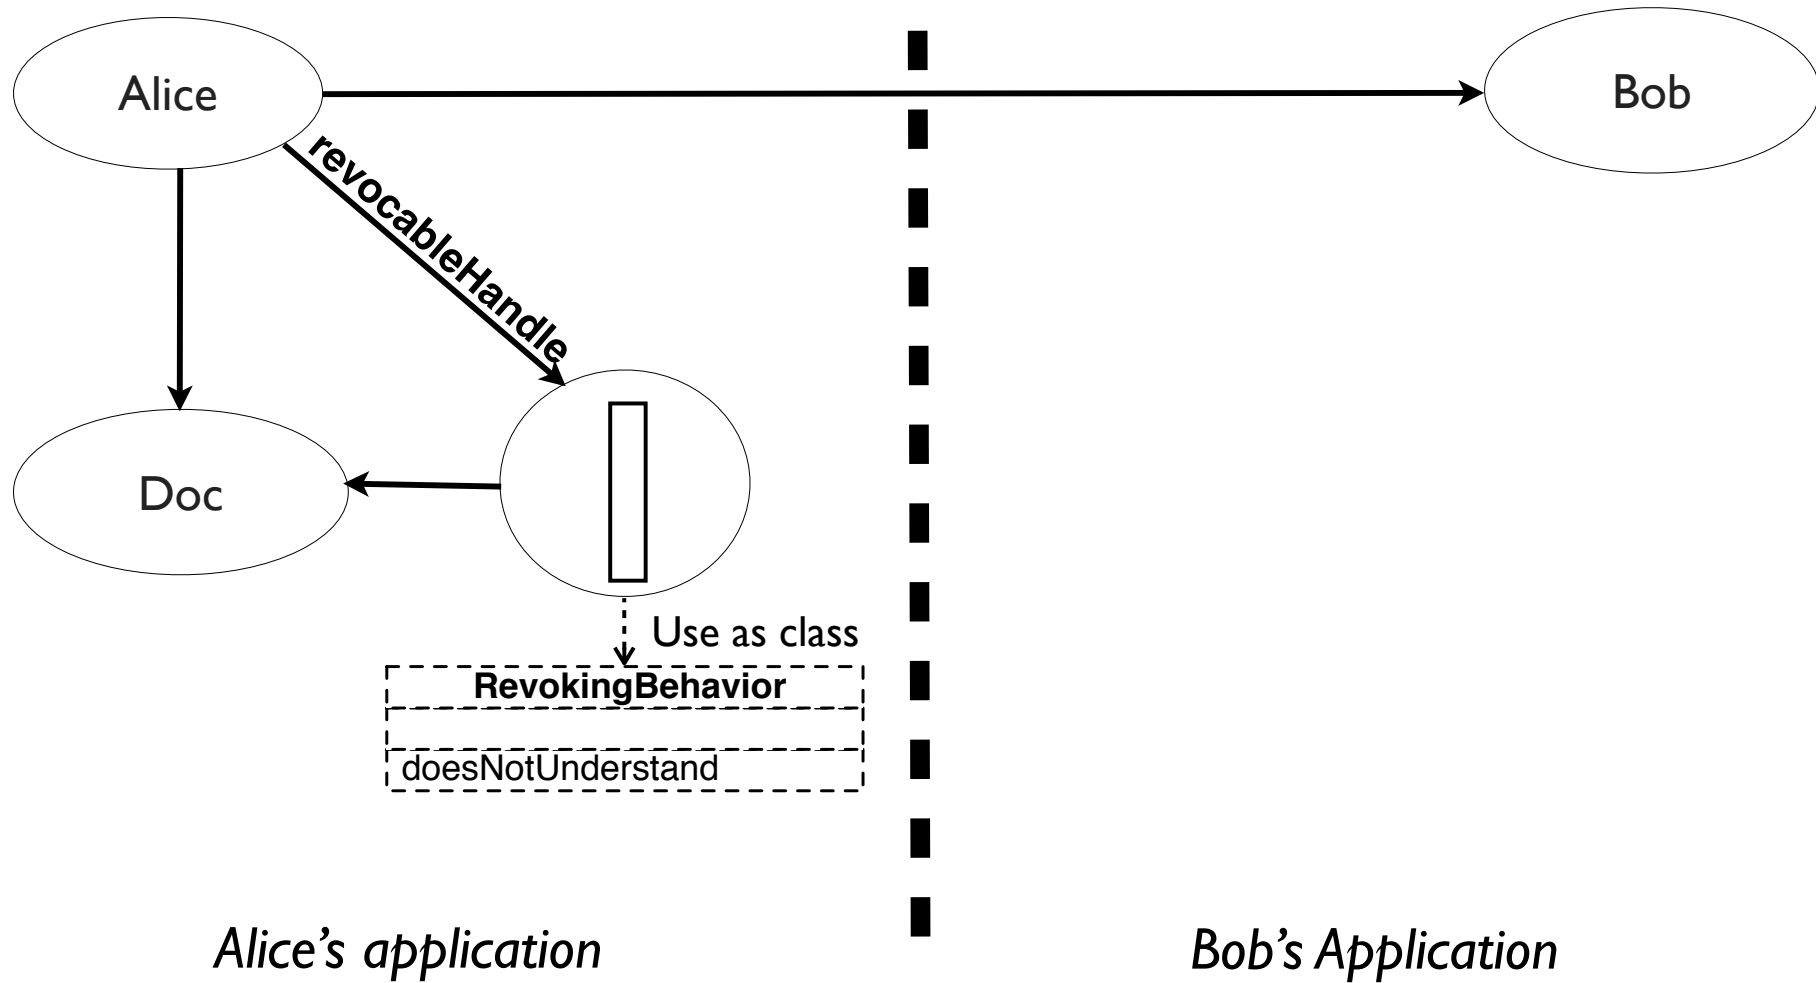 Alice
Bob
revocableHandle
Doc
Use as class
RevokingBehavior
doesNotUnderstand
Alice’s application
Bob’s Application